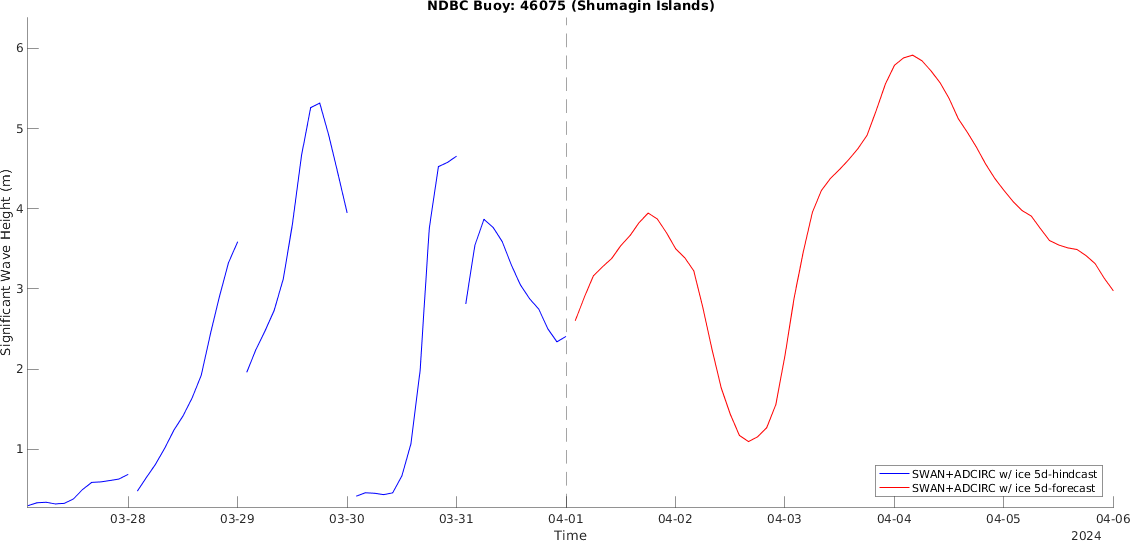 NDBC Buoy: 46075 (Shumagin Islands)
Significant Wave Height (m)
6
5
4
3
2
1
SWAN+ADCIRC w/ ice 5d-hindcast
SWAN+ADCIRC w/ ice 5d-forecast
03-28 03-29 03-30 03-31 04-01 04-02 04-03 04-04 04-05 04-06
Time
2024